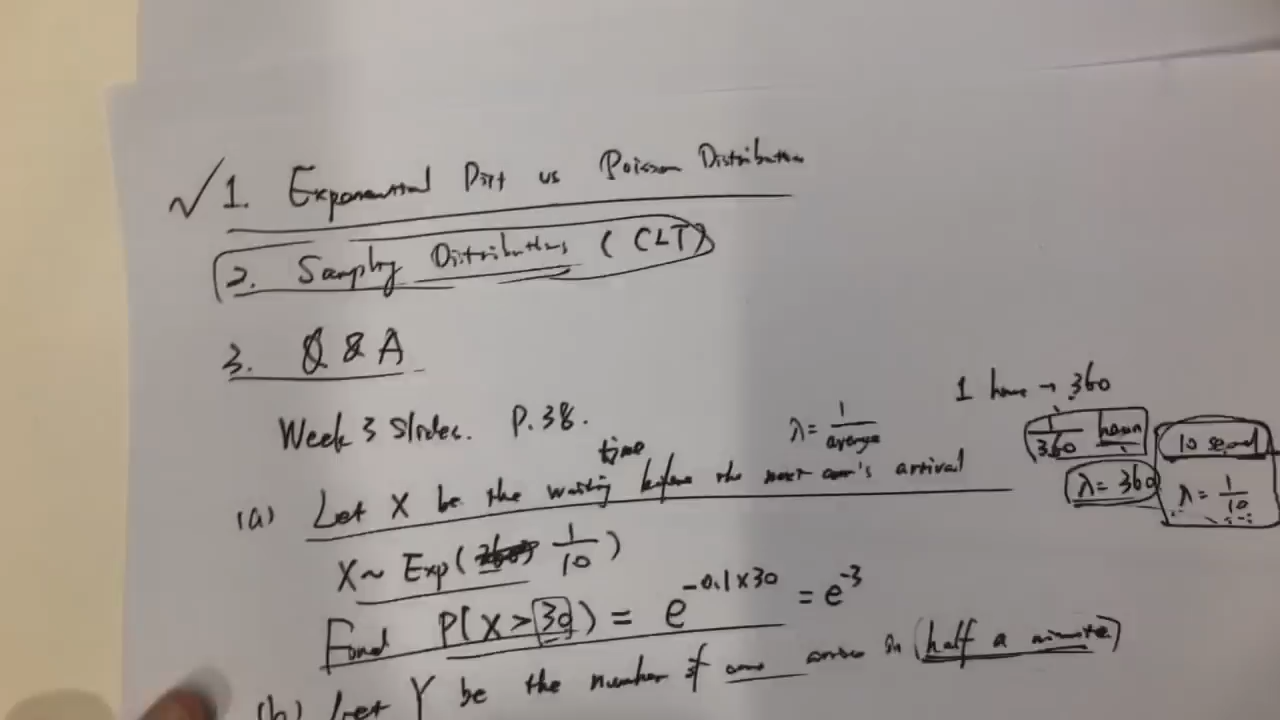 ✓ 1. Exponential Dist vs Poisson Distribution
2. Sampling Distributions (CLT)
3. Q & A
Week 3 Slides. P.38.
λ = 1/average
1 hour → 360
1/360 hour
λ = 360
10 second
λ = 1/10
(a) Let X be the waiting time before the next car's arrival
X ~ Exp( 1/10 )
Find P(X > 30) = e^{-0.1×30} = e^{-3}
(b) Let Y be the number of cars arrive in (half a minute)